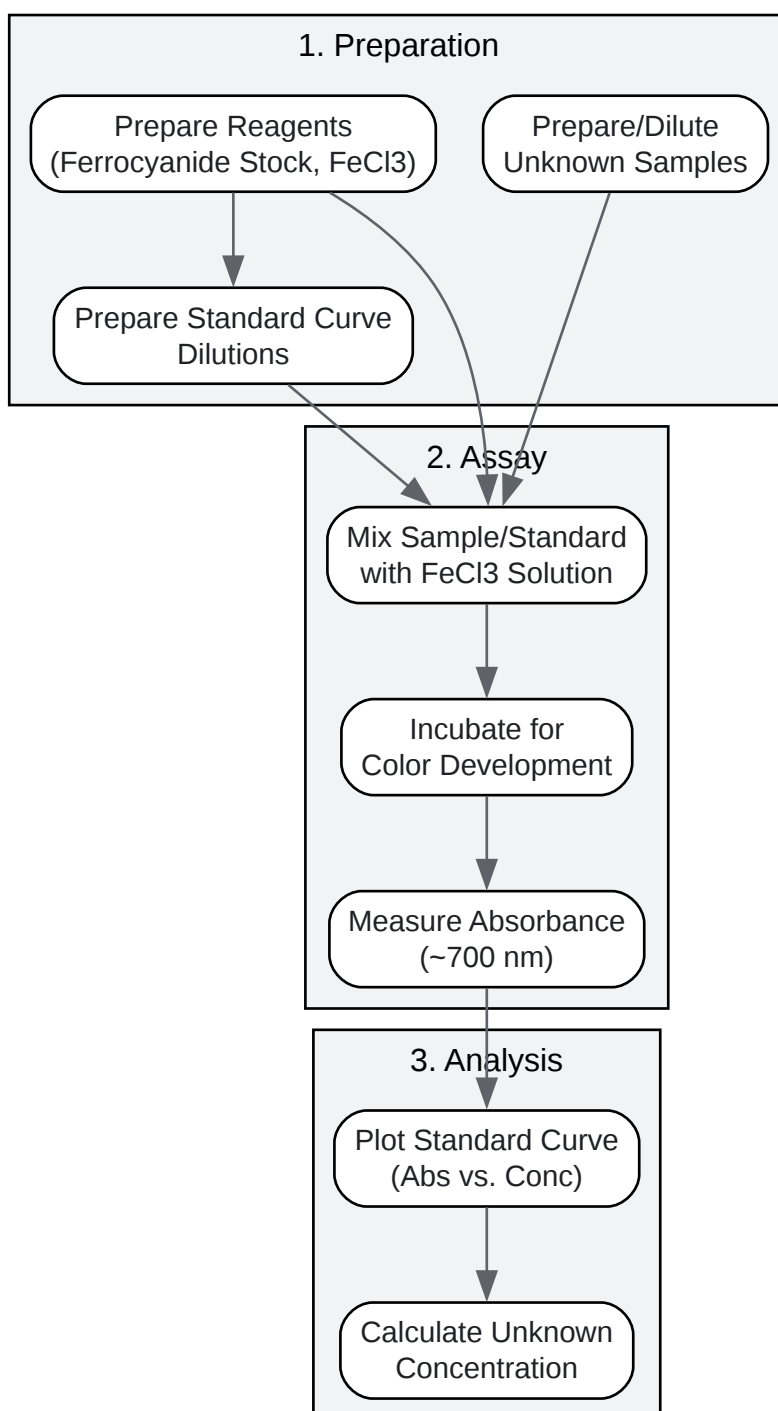 1. Preparation
Prepare Reagents
(Ferrocyanide Stock, FeCl3)
Prepare/Dilute
Unknown Samples
Prepare Standard Curve
Dilutions
2. Assay
Mix Sample/Standard
with FeCl3 Solution
Incubate for
Color Development
Measure Absorbance
(~700 nm)
3. Analysis
Plot Standard Curve
(Abs vs. Conc)
Calculate Unknown
Concentration